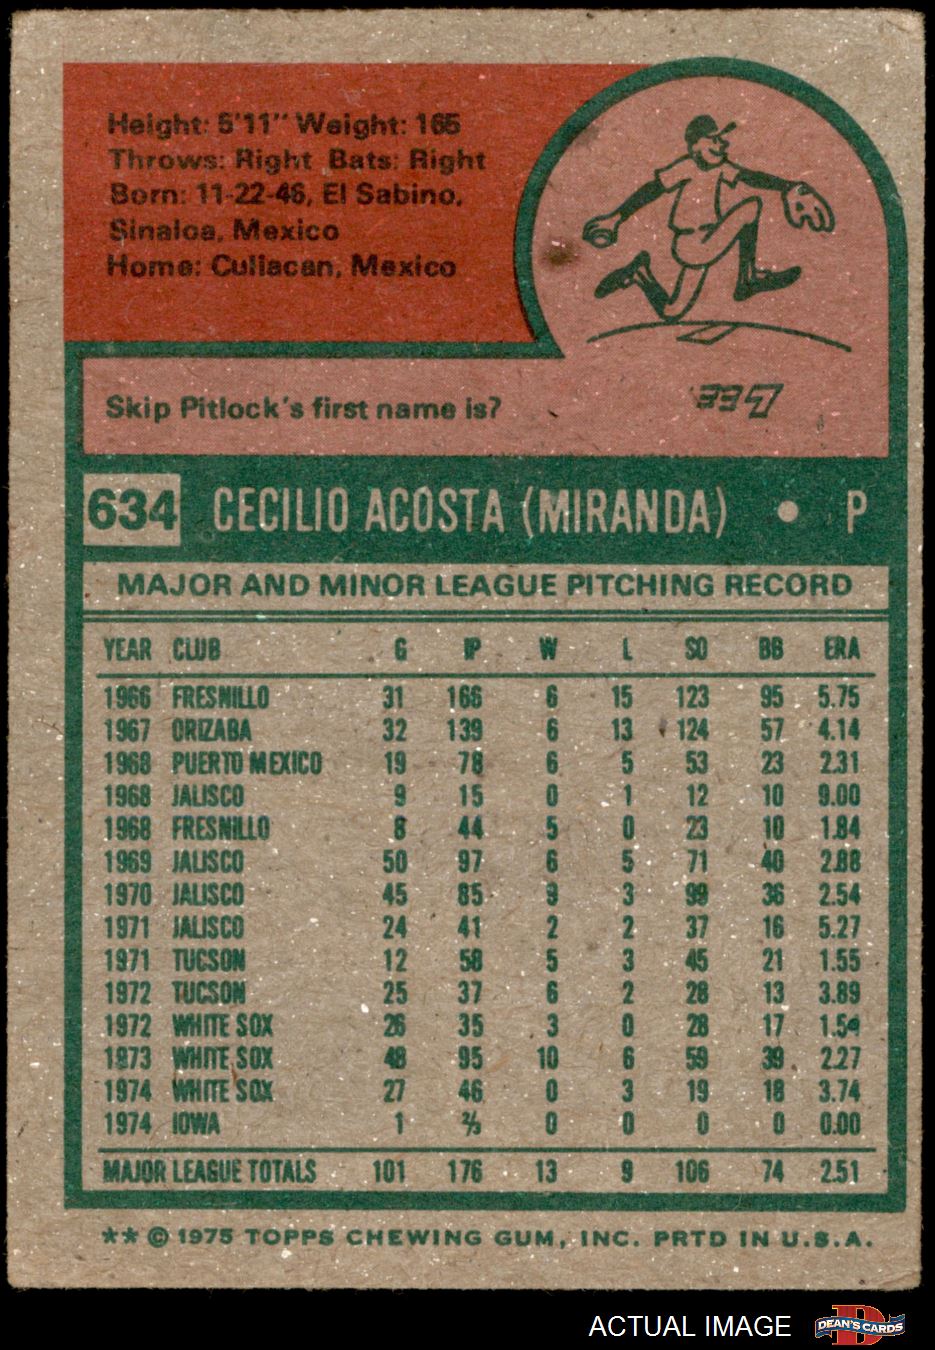 Height: 5'11" Weight: 165
Throws: Right Bats: Right
Born: 11-22-46, El Sabino,
Sinaloa, Mexico
Home: Culiacan, Mexico
Skip Pitlock's first name is?
LEE
634 CECILIO ACOSTA (MIRANDA) • P
MAJOR AND MINOR LEAGUE PITCHING RECORD
YEAR CLUB G IP W L SO BB ERA
1966 FRESNILLO 31 166 6 15 123 95 5.75
1967 ORIZABA 32 139 6 13 124 57 4.14
1968 PUERTO MEXICO 19 78 6 5 53 23 2.31
1968 JALISCO 9 15 0 1 12 10 9.00
1968 FRESNILLO 8 44 5 0 23 10 1.84
1969 JALISCO 50 97 6 5 71 40 2.88
1970 JALISCO 45 85 9 3 99 36 2.54
1971 JALISCO 24 41 2 2 37 16 5.27
1971 TUCSON 12 58 5 3 45 21 1.55
1972 TUCSON 25 37 6 2 28 13 3.89
1972 WHITE SOX 26 35 3 0 28 17 1.54
1973 WHITE SOX 48 95 10 6 59 39 2.27
1974 WHITE SOX 27 46 0 3 19 18 3.74
1974 IOWA 1 ⅔ 0 0 0 0 0.00
MAJOR LEAGUE TOTALS 101 176 13 9 106 74 2.51
** © 1975 TOPPS CHEWING GUM, INC. PRTD IN U.S.A.
ACTUAL IMAGE
D
DEAN'S CARDS